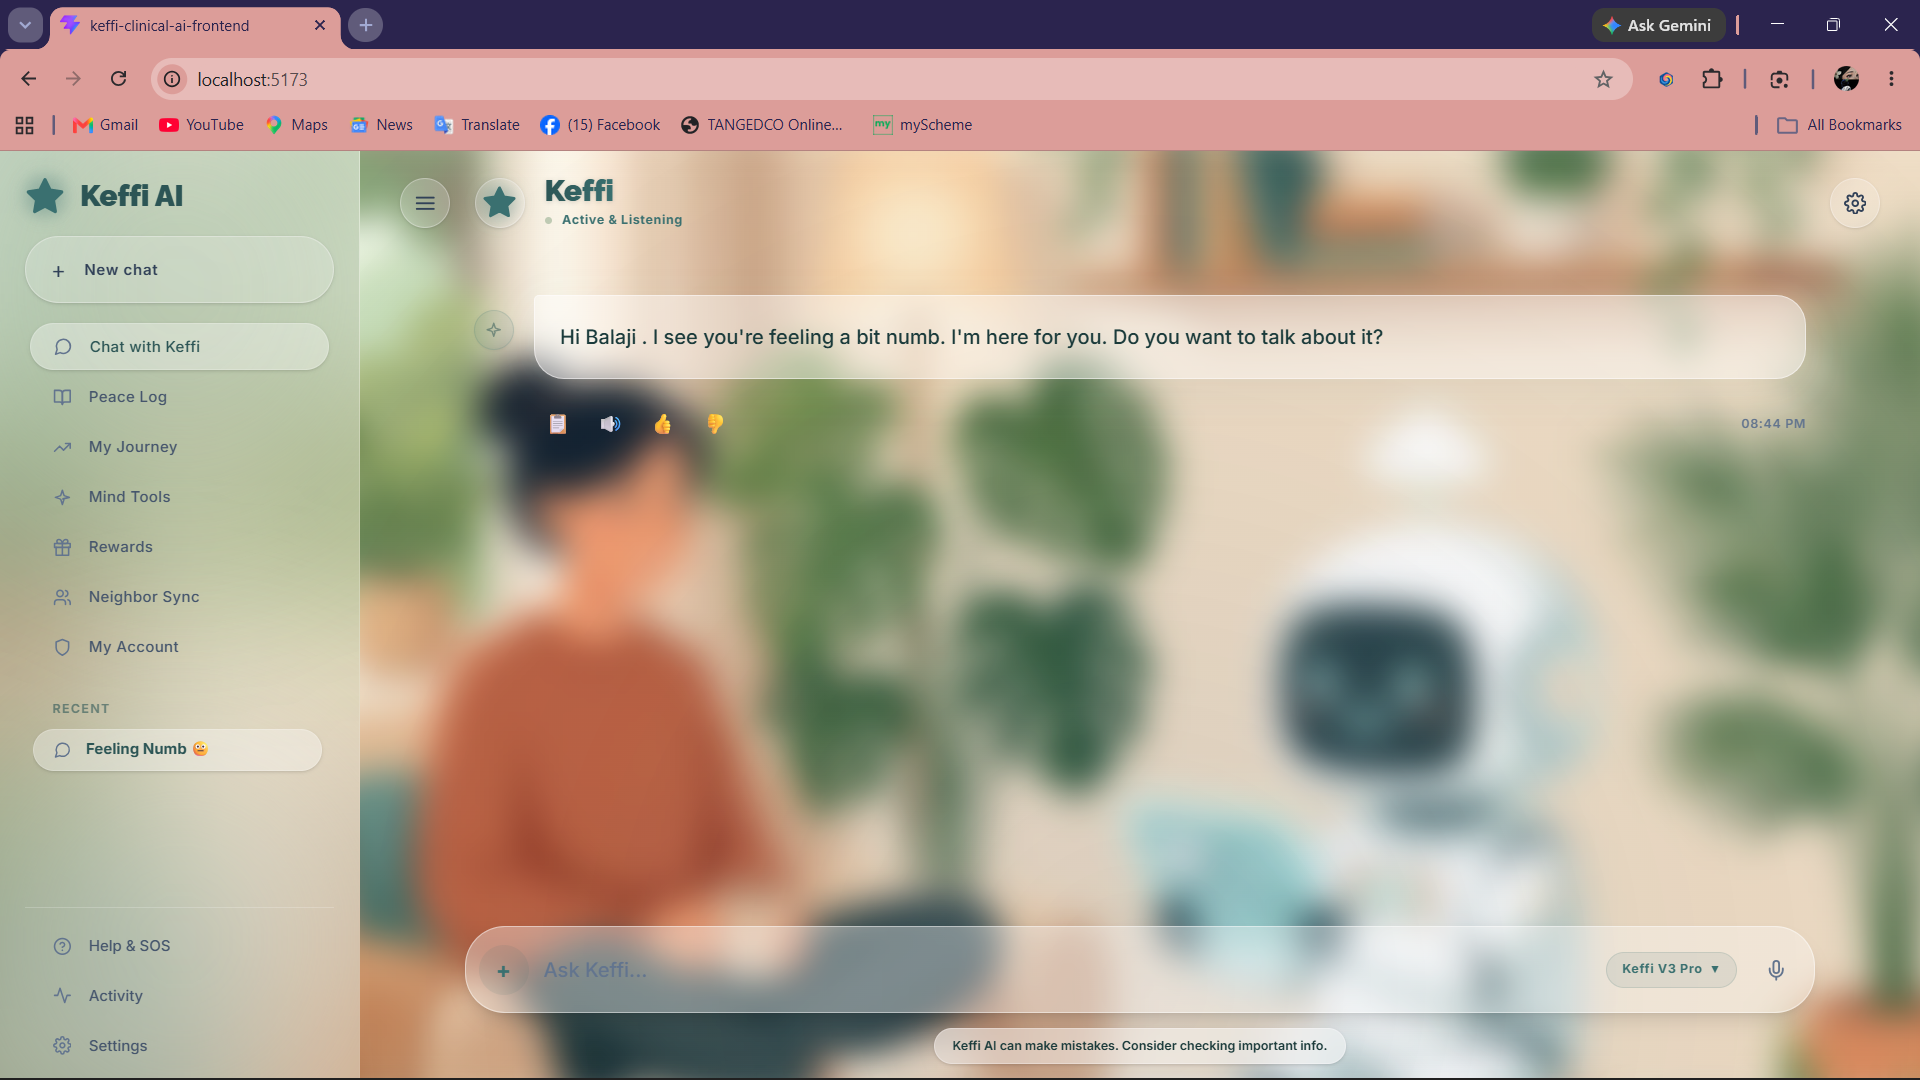 keffi-clinical-ai-frontend
Ask Gemini
localhost:5173
Gmail
YouTube
Maps
News
Translate
(15) Facebook
TANGEDCO Online...
my
myScheme
All Bookmarks
Keffi AI
+ New chat
Chat with Keffi
Peace Log
My Journey
Mind Tools
Rewards
Neighbor Sync
My Account
RECENT
Feeling Numb
Help & SOS
Activity
Settings
Keffi
Active & Listening
Hi Balaji . I see you're feeling a bit numb. I'm here for you. Do you want to talk about it?
08:44 PM
+ Ask Keffi...
Keffi V3 Pro ▼
Keffi AI can make mistakes. Consider checking important info.